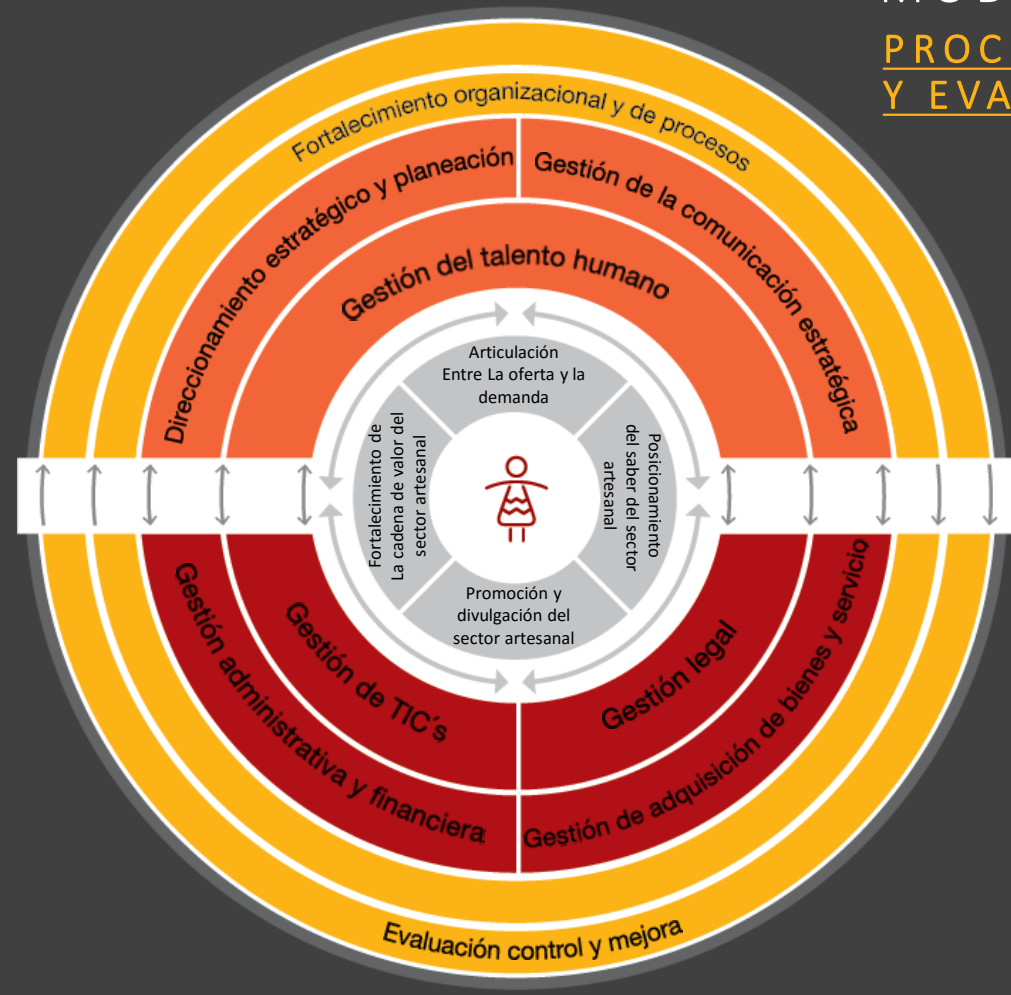 PROC
Y EVA
Fortalecimiento organizacional y de procesos
Direccionamiento estratégico y planeación
Gestión de la comunicación estratégica
Gestión del talento humano
Articulación
Entre La oferta y la
demanda
Fortalecimiento de
La cadena de valor del
sector artesanal
Posicionamiento
del saber del sector
artesanal
Promoción y
divulgación del
sector artesanal
Gestión de TIC´s
Gestión legal
Gestión administrativa y financiera
Gestión de adquisición de bienes y servicio
Evaluación control y mejora